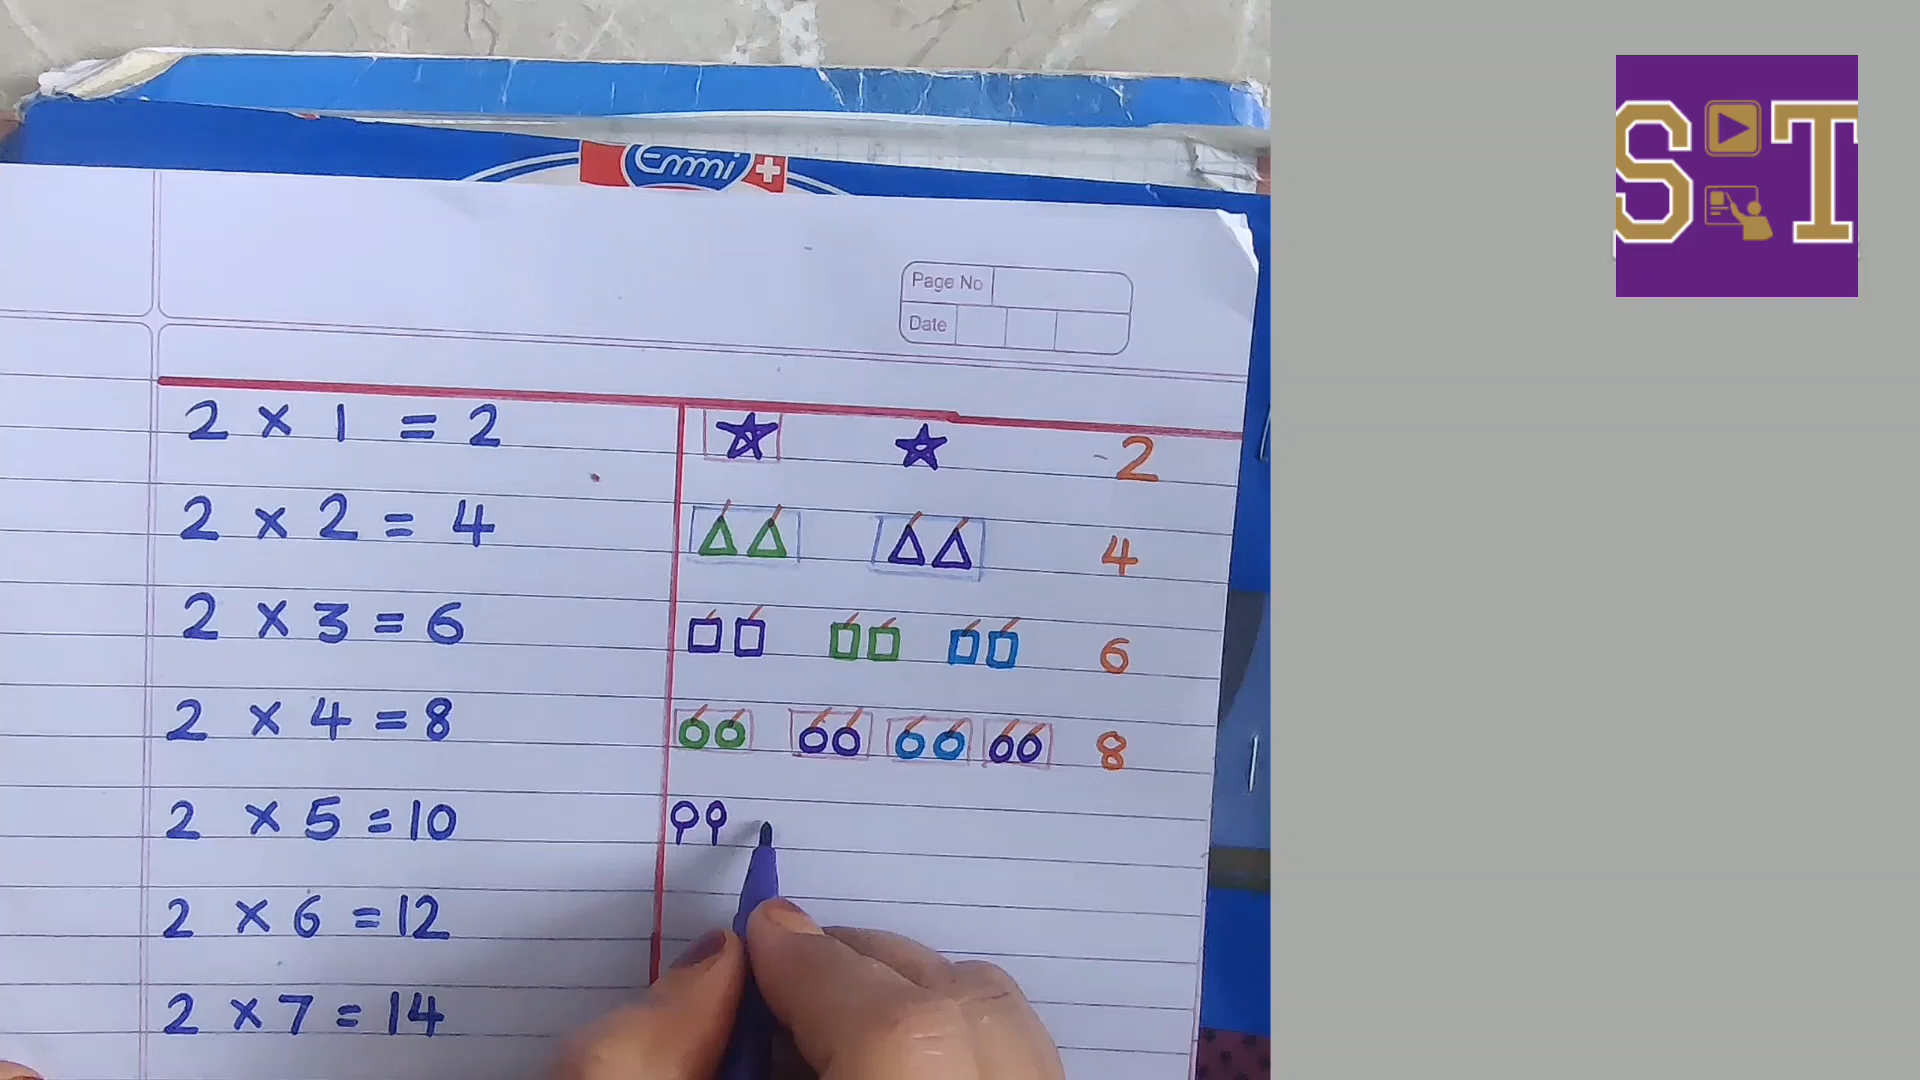 Emmi
S T
Page No
Date
2 × 1 = 2 2
2 × 2 = 4 4
2 × 3 = 6 6
2 × 4 = 8 8
2 × 5 = 10
2 × 6 = 12
2 × 7 = 14